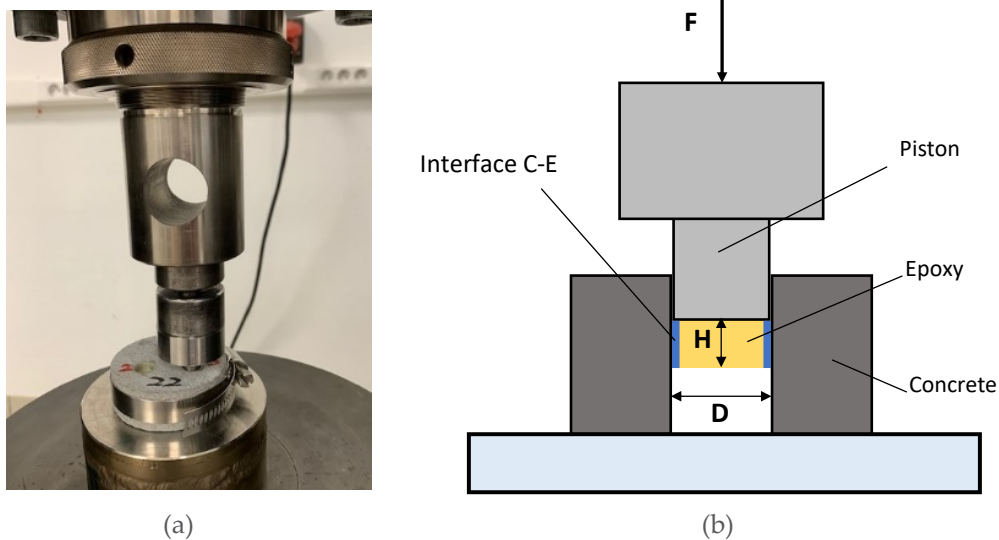 F
Piston
Interface C-E
Epoxy
H
Concrete
D
22
(a)
(b)